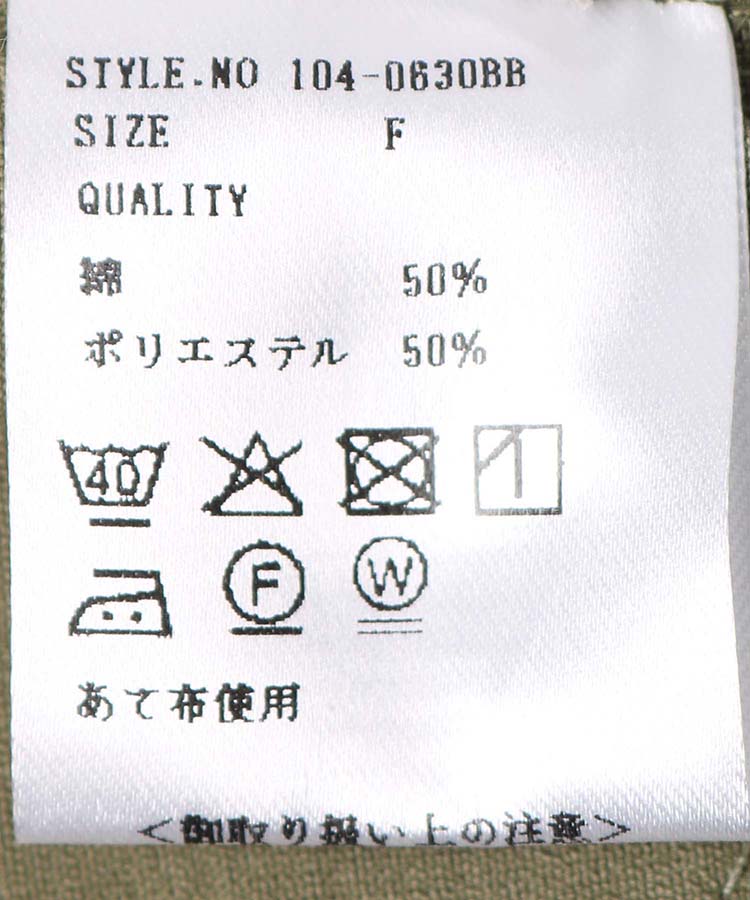 STYLE.NO 104-0630BB
SIZE F
QUALITY
綿 50%
ポリエステル 50%
40
F W
あて布使用
<御取り扱い上の注意>